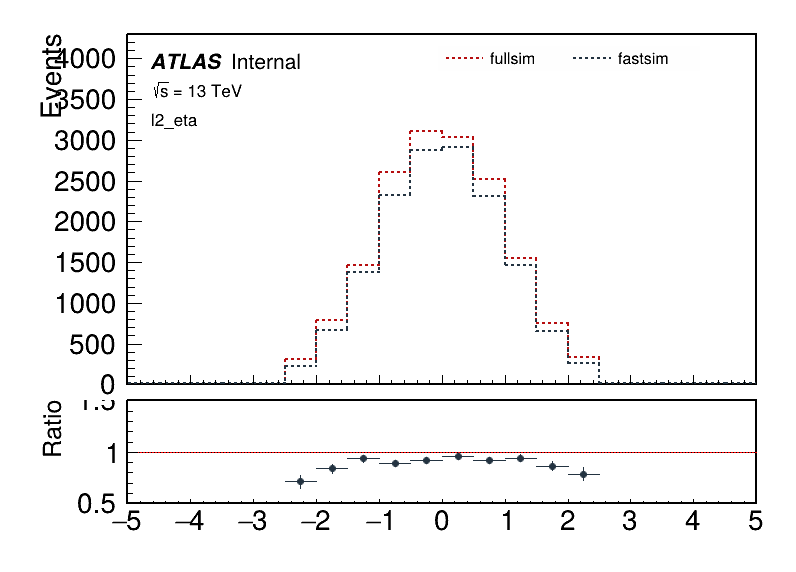 Events
4000
3500
3000
2500
2000
1500
1000
500
0
ATLAS Internal
√s = 13 TeV
l2_eta
fullsim
fastsim
Ratio
1.5
1
0.5
−5 −4 −3 −2 −1 0 1 2 3 4 5